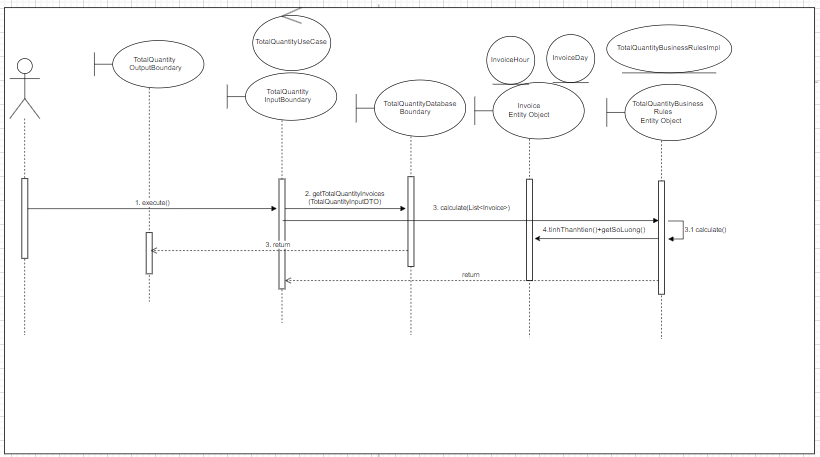 TotalQuantityUseCase
TotalQuantity
OutputBoundary
TotalQuantity
InputBoundary
TotalQuantityDatabase
Boundary
InvoiceHour
InvoiceDay
Invoice
Entity Object
TotalQuantityBusinessRulesImpl
TotalQuantityBusiness
Rules
Entity Object
1. execute()
2. getTotalQuantityInvoices
(TotalQuantityInputDTO)
3. calculate(List<Invoice>)
4.tinhThanhtien()+getSoLuong()
3.1 calculate()
3. return
return